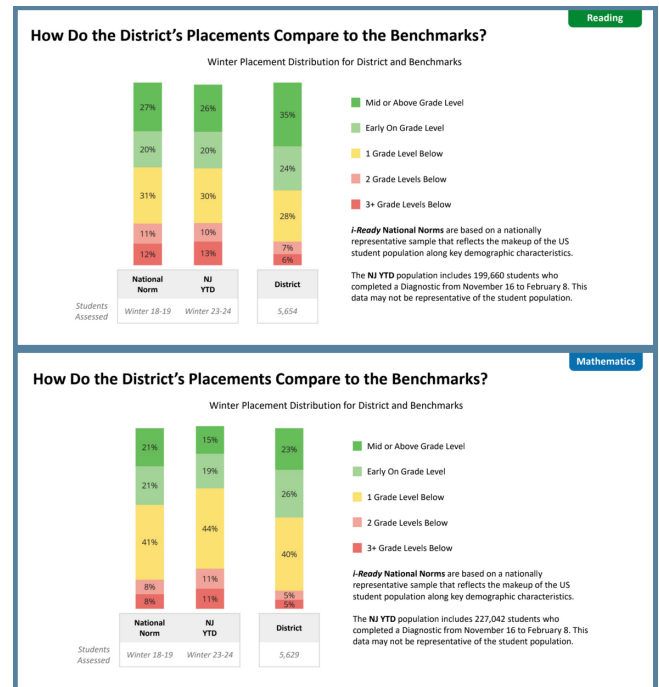 Reading
How Do the District's Placements Compare to the Benchmarks?
Winter Placement Distribution for District and Benchmarks
27%
26%
35%
20%
20%
24%
31%
30%
28%
11%
10%
7%
12%
13%
6%
Mid or Above Grade Level
Early On Grade Level
1 Grade Level Below
2 Grade Levels Below
3+ Grade Levels Below
i-Ready National Norms are based on a nationally
representative sample that reflects the makeup of the US
student population along key demographic characteristics.
The NJ YTD population includes 199,660 students who
completed a Diagnostic from November 16 to February 8. This
data may not be representative of the student population.
National
Norm
NJ
YTD
District
Students
Assessed
Winter 18-19
Winter 23-24
5,654
Mathematics
How Do the District's Placements Compare to the Benchmarks?
Winter Placement Distribution for District and Benchmarks
21%
15%
23%
21%
19%
26%
41%
44%
40%
8%
11%
5%
8%
11%
5%
Mid or Above Grade Level
Early On Grade Level
1 Grade Level Below
2 Grade Levels Below
3+ Grade Levels Below
i-Ready National Norms are based on a nationally
representative sample that reflects the makeup of the US
student population along key demographic characteristics.
The NJ YTD population includes 227,042 students who
completed a Diagnostic from November 16 to February 8. This
data may not be representative of the student population.
National
Norm
NJ
YTD
District
Students
Assessed
Winter 18-19
Winter 23-24
5,629